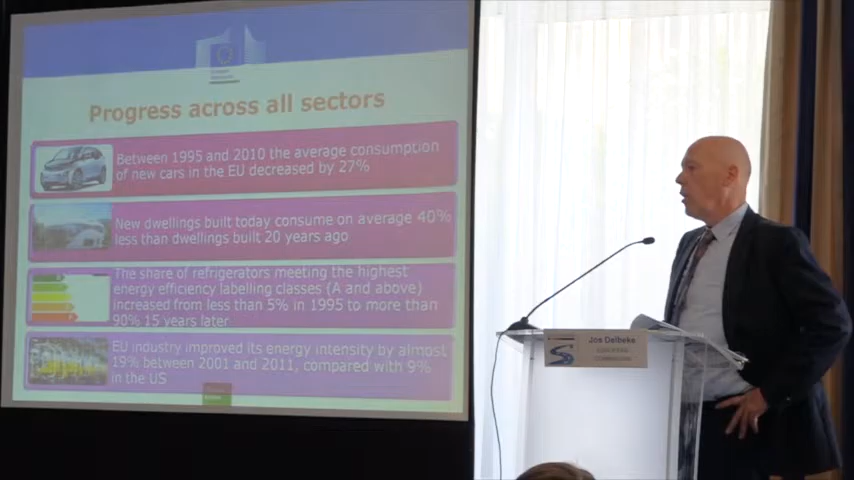 Progress across all sectors
Between 1995 and 2010 the average consumption
of new cars in the EU decreased by 27%
New dwellings built today consume on average 40%
less than dwellings built 20 years ago
The share of refrigerators meeting the highest
energy efficiency labelling classes (A and above)
increased from less than 5% in 1995 to more than
90% 15 years later
EU industry improved its energy intensity by almost
19% between 2001 and 2011, compared with 9%
in the US
Jos Delbeke